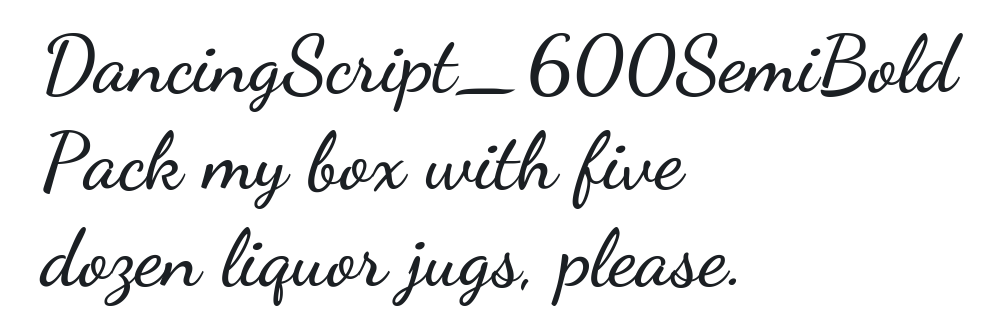 DancingScript_600SemiBold
Pack my box with five
dozen liquor jugs, please.